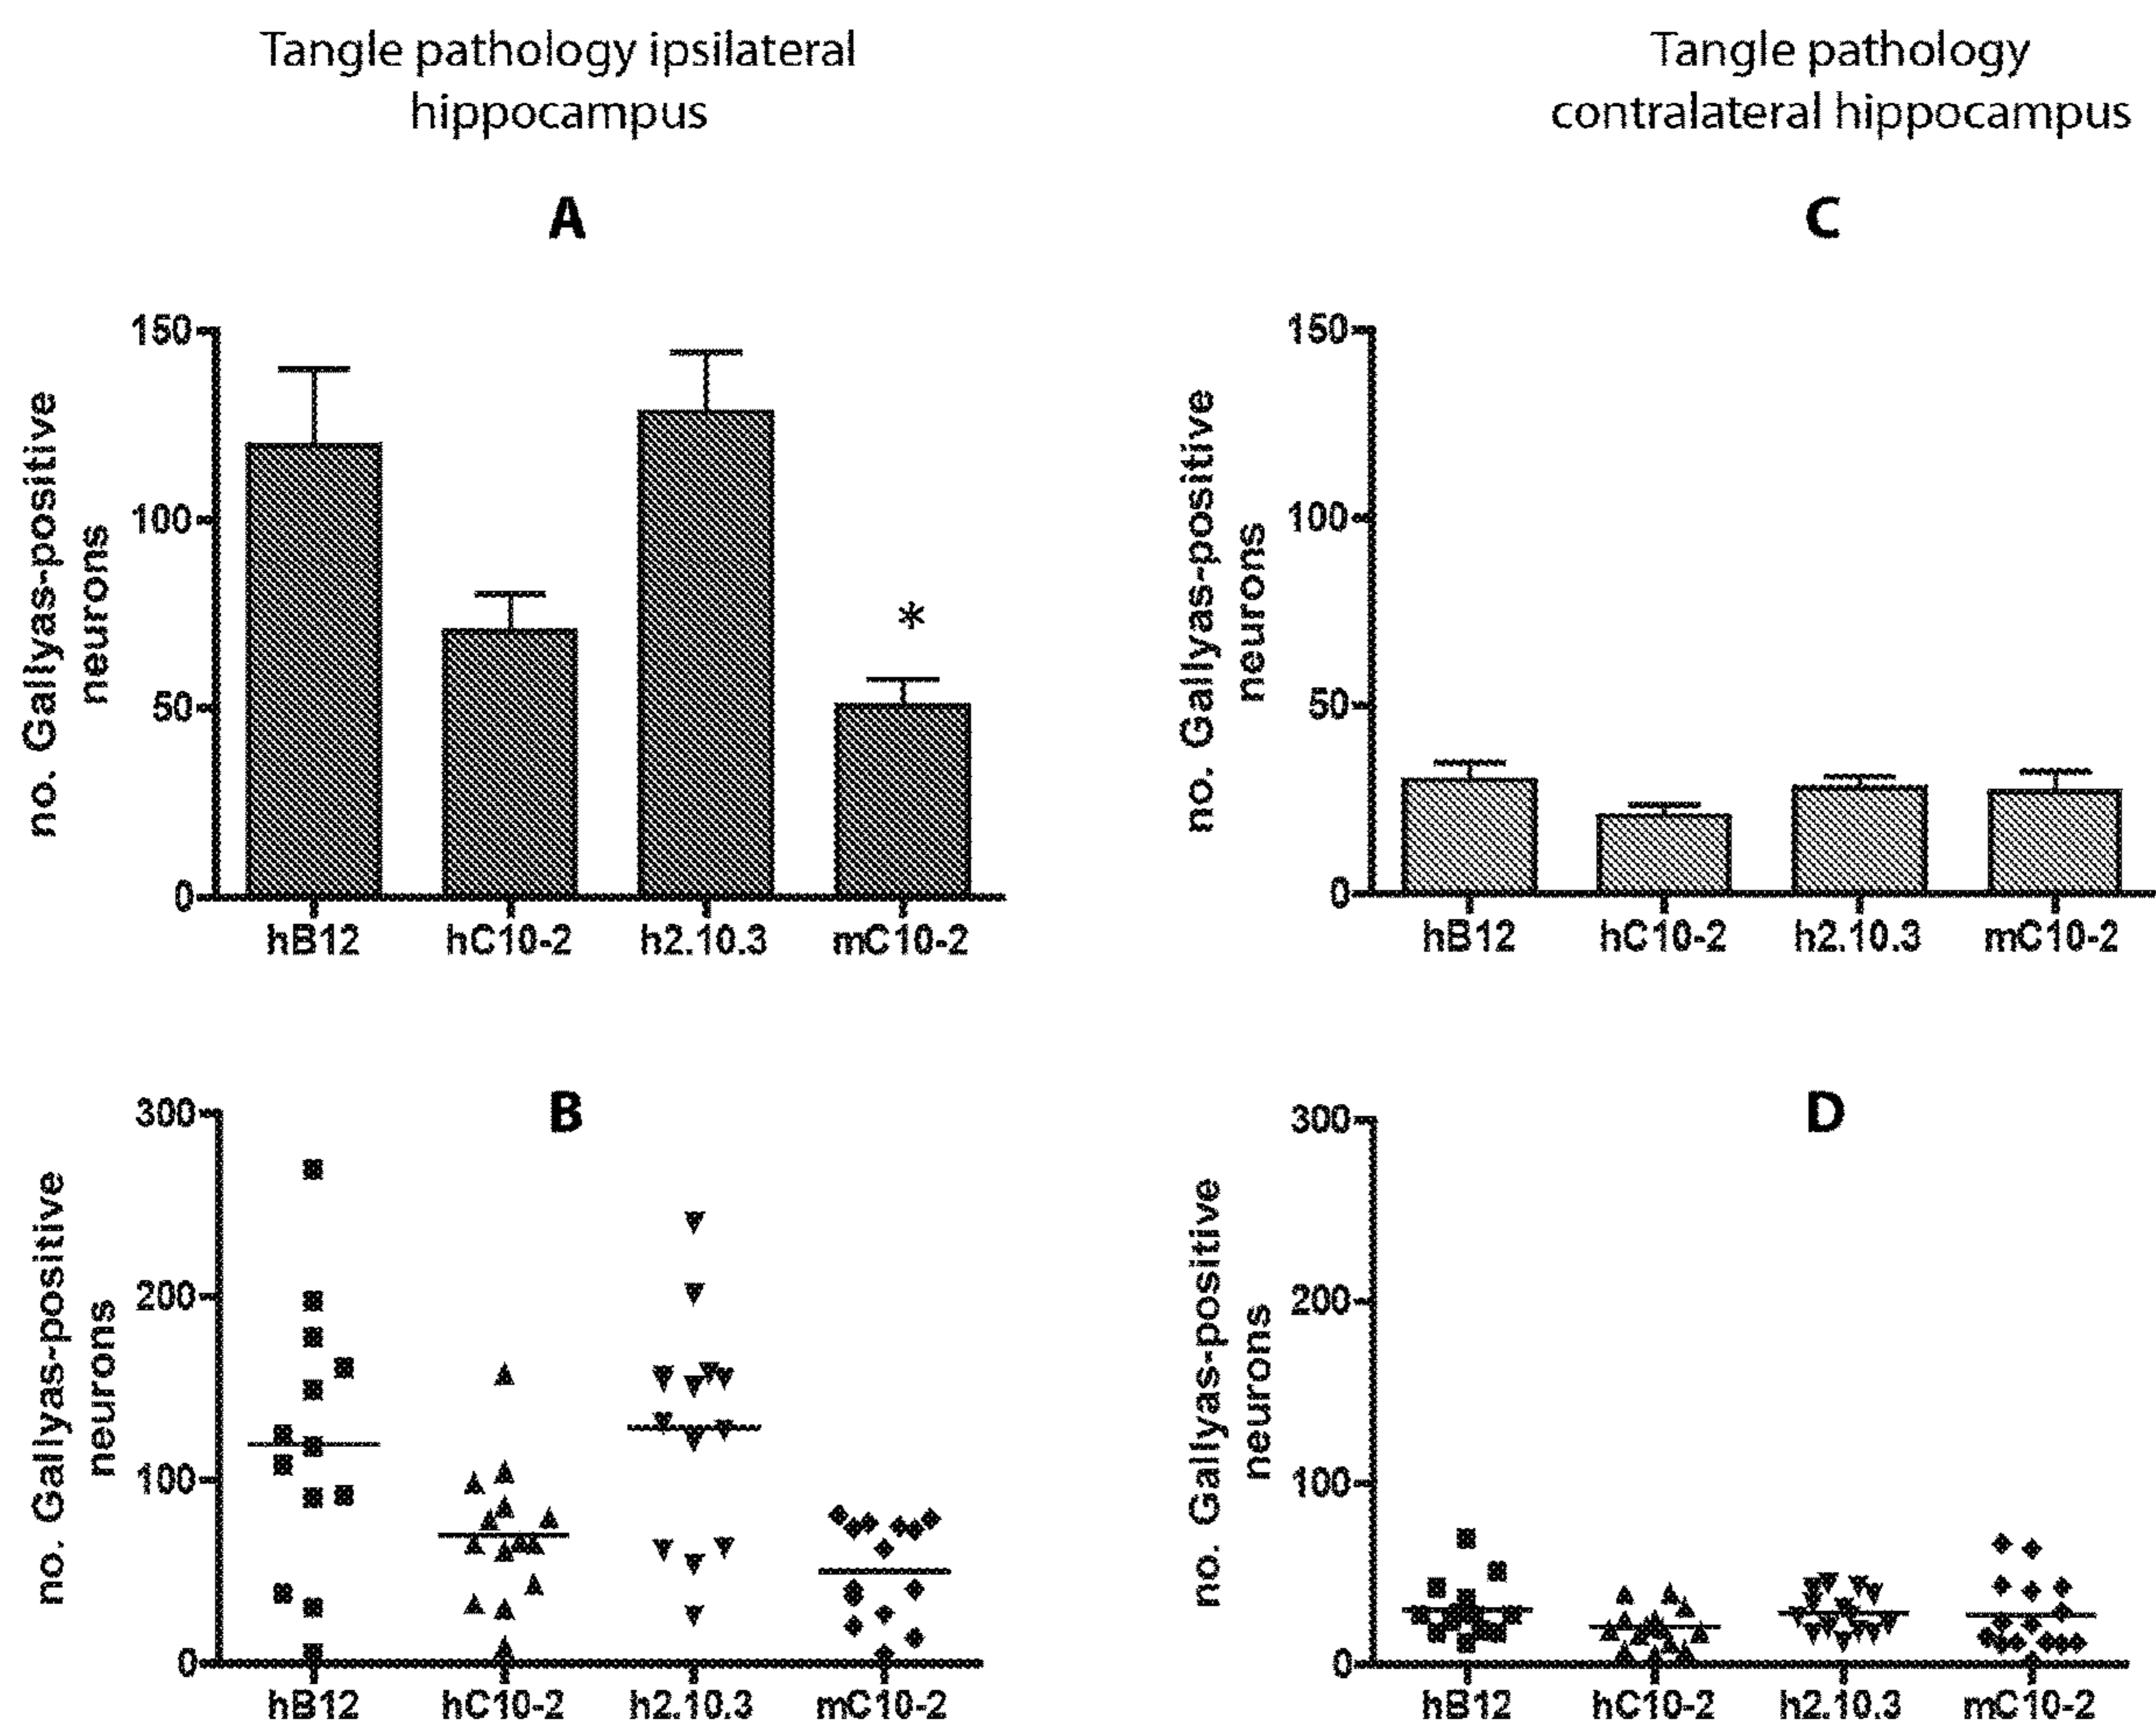 Tangle pathology ipsilateral
hippocampus
Tangle pathology
contralateral hippocampus
A
no. Gallyas-positive
neurons
150
100
50
0
*
hB12 hC10-2 h2.10.3 mC10-2
C
no. Gallyas-positive
neurons
150
100
50
0
hB12 hC10-2 h2.10.3 mC10-2
B
no. Gallyas-positive
neurons
300
200
100
0
hB12 hC10-2 h2.10.3 mC10-2
D
no. Gallyas-positive
neurons
300
200
100
0
hB12 hC10-2 h2.10.3 mC10-2